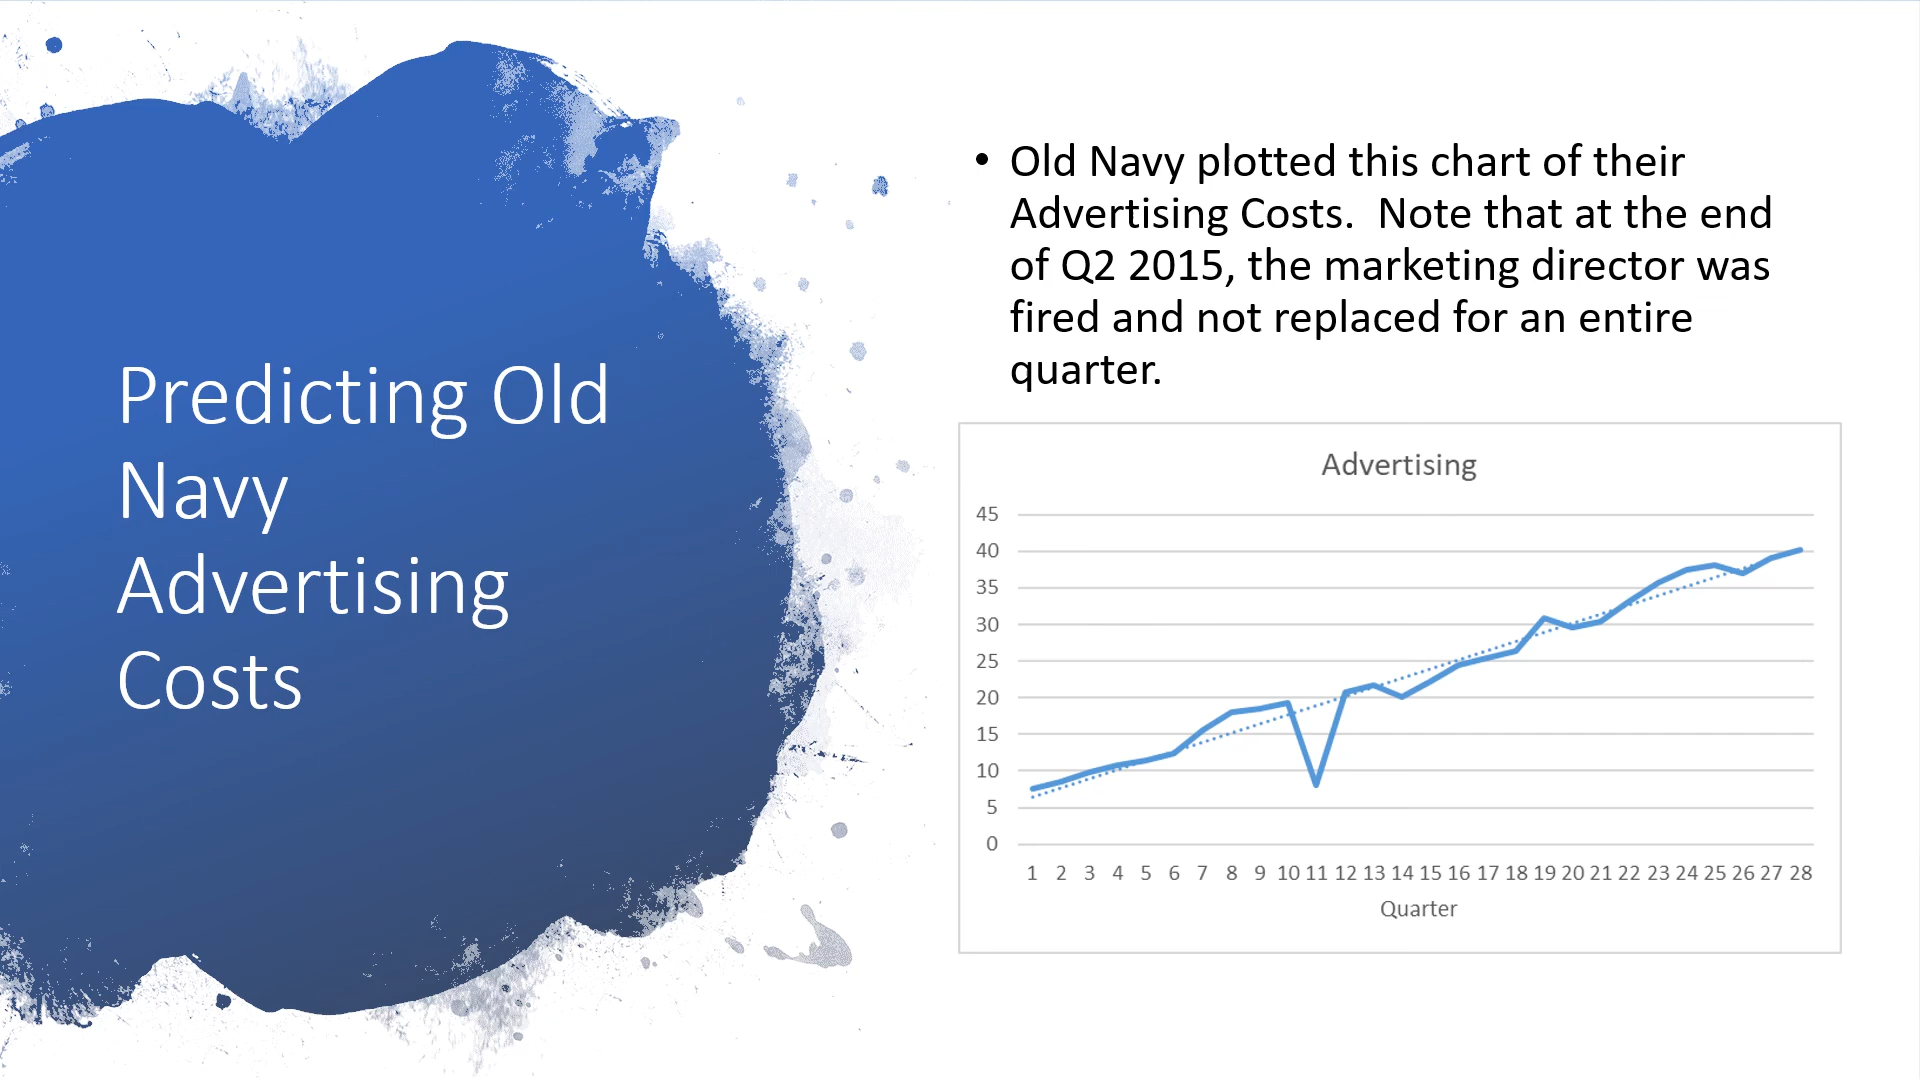 Predicting Old
Navy
Advertising
Costs
• Old Navy plotted this chart of their
Advertising Costs.  Note that at the end
of Q2 2015, the marketing director was
fired and not replaced for an entire
quarter.
Advertising
45
40
35
30
25
20
15
10
5
0
1 2 3 4 5 6 7 8 9 10 11 12 13 14 15 16 17 18 19 20 21 22 23 24 25 26 27 28
Quarter